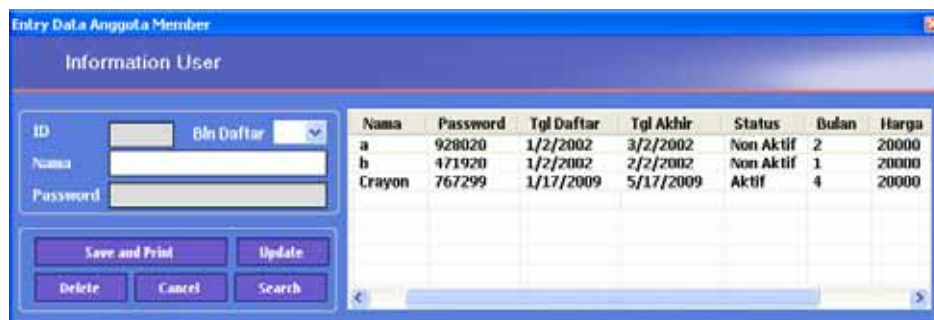 Entry Data Anggota Member
Information User
ID
Bln Daftar
Nama
Password
Save and Print
Update
Delete
Cancel
Search
Nama Password Tgl Daftar Tgl Akhir Status Bulan Harga
a 928020 1/2/2002 3/2/2002 Non Aktif 2 20000
b 471920 1/2/2002 2/2/2002 Non Aktif 1 20000
Crayon 767299 1/17/2009 5/17/2009 Aktif 4 20000